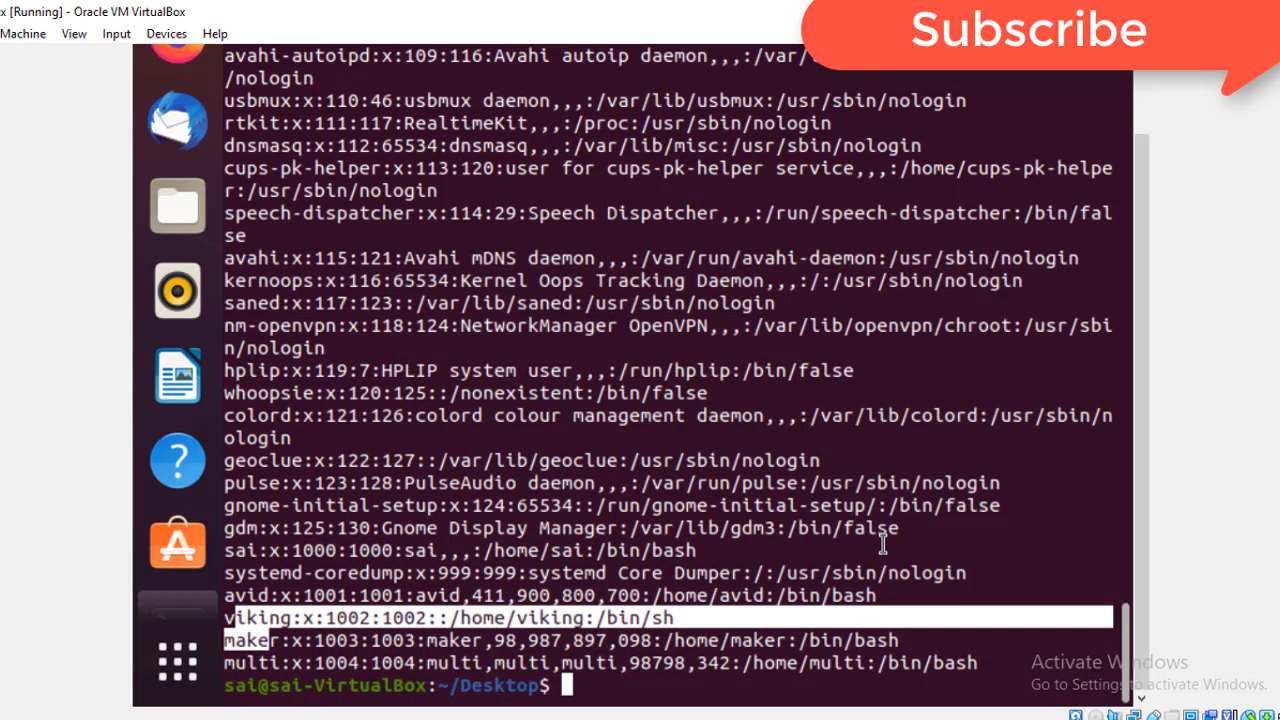 x [Running] - Oracle VM VirtualBox
Machine View Input Devices Help
Subscribe
avahi-autoipd:x:109:116:Avahi autoip daemon,,,:/var/
/nologin
usbmux:x:110:46:usbmux daemon,,,:/var/lib/usbmux:/usr/sbin/nologin
rtkit:x:111:117:RealtimeKit,,,:/proc:/usr/sbin/nologin
dnsmasq:x:112:65534:dnsmasq,,,:/var/lib/misc:/usr/sbin/nologin
cups-pk-helper:x:113:120:user for cups-pk-helper service,,,:/home/cups-pk-helpe
r:/usr/sbin/nologin
speech-dispatcher:x:114:29:Speech Dispatcher,,,:/run/speech-dispatcher:/bin/fal
se
avahi:x:115:121:Avahi mDNS daemon,,,:/var/run/avahi-daemon:/usr/sbin/nologin
kernoops:x:116:65534:Kernel Oops Tracking Daemon,,,:/:/usr/sbin/nologin
saned:x:117:123::/var/lib/saned:/usr/sbin/nologin
nm-openvpn:x:118:124:NetworkManager OpenVPN,,,:/var/lib/openvpn/chroot:/usr/sbi
n/nologin
hplip:x:119:7:HPLIP system user,,,:/run/hplip:/bin/false
whoopsie:x:120:125::/nonexistent:/bin/false
colord:x:121:126:colord colour management daemon,,,:/var/lib/colord:/usr/sbin/n
ologin
geoclue:x:122:127::/var/lib/geoclue:/usr/sbin/nologin
pulse:x:123:128:PulseAudio daemon,,,:/var/run/pulse:/usr/sbin/nologin
gnome-initial-setup:x:124:65534::/run/gnome-initial-setup/:/bin/false
gdm:x:125:130:Gnome Display Manager:/var/lib/gdm3:/bin/false
sai:x:1000:1000:sai,,,:/home/sai:/bin/bash
systemd-coredump:x:999:999:systemd Core Dumper:/:/usr/sbin/nologin
avid:x:1001:1001:avid,411,900,800,700:/home/avid:/bin/bash
viking:x:1002:1002::/home/viking:/bin/sh
maker:x:1003:1003:maker,98,987,897,098:/home/maker:/bin/bash
multi:x:1004:1004:multi,multi,multi,98798,342:/home/multi:/bin/bash
sai@sai-VirtualBox:~/Desktop$
Activate Windows
Go to Settings to activate Windows.